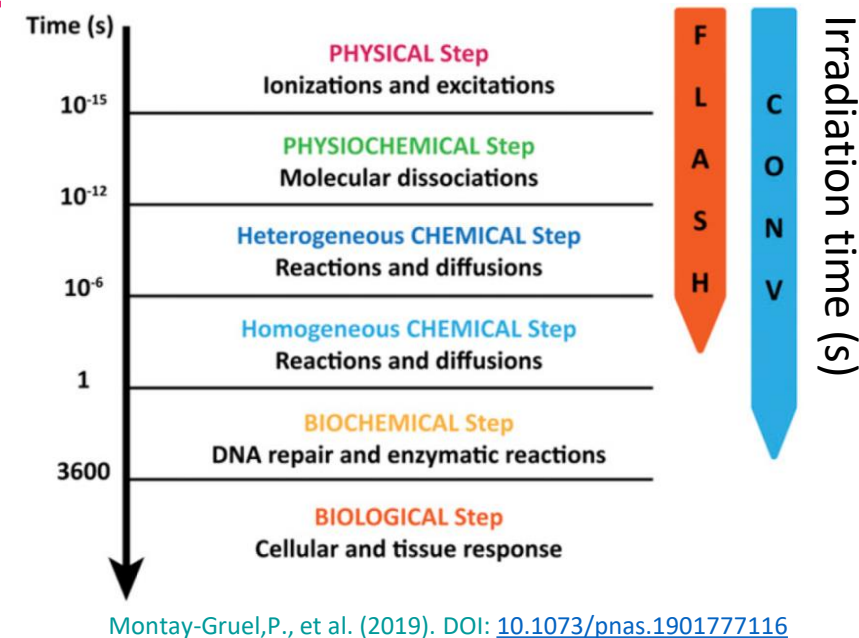 Time (s)
PHYSICAL Step
Ionizations and excitations
10-15
PHYSIOCHEMICAL Step
Molecular dissociations
10-12
Heterogeneous CHEMICAL Step
Reactions and diffusions
10-6
Homogeneous CHEMICAL Step
Reactions and diffusions
1
BIOCHEMICAL Step
DNA repair and enzymatic reactions
3600
BIOLOGICAL Step
Cellular and tissue response
FLASH
CONV
Irradiation time (s)
Montay-Gruel,P., et al. (2019). DOI: 10.1073/pnas.1901777116